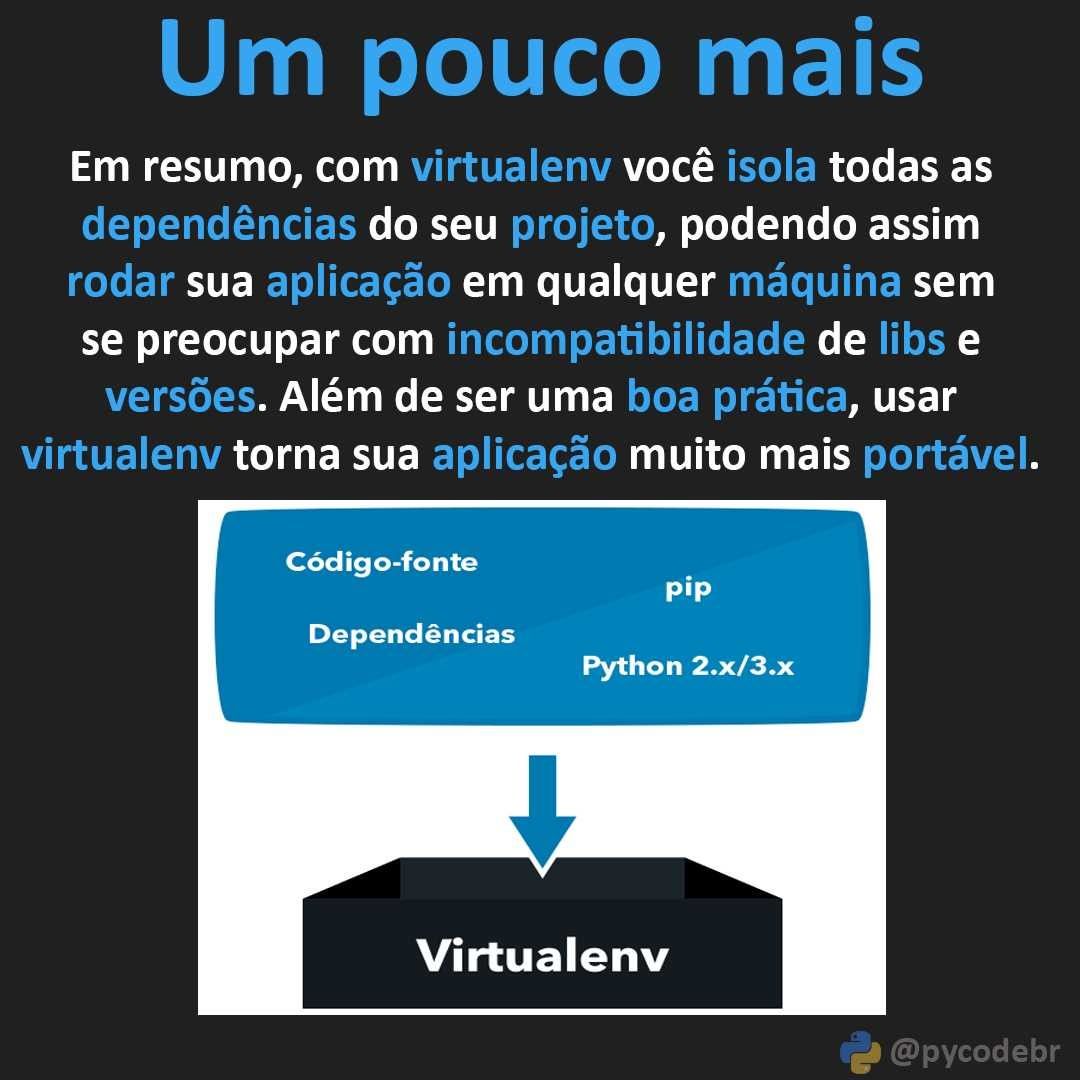 Um pouco mais
Em resumo, com virtualenv você isola todas as
dependências do seu projeto, podendo assim
rodar sua aplicação em qualquer máquina sem
se preocupar com incompatibilidade de libs e
versões. Além de ser uma boa prática, usar
virtualenv torna sua aplicação muito mais portável.
Código-fonte
pip
Dependências
Python 2.x/3.x
Virtualenv
@pycodebr